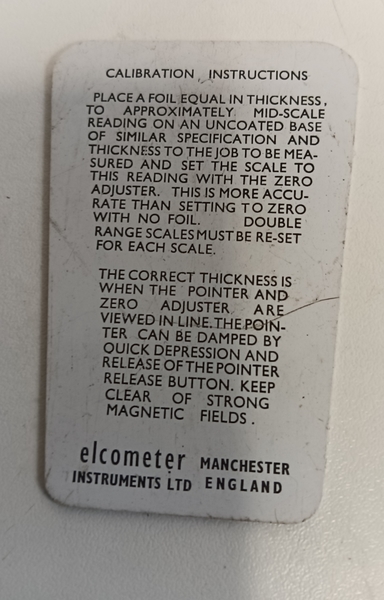 CALIBRATION INSTRUCTIONS
PLACE A FOIL EQUAL IN THICKNESS,
TO APPROXIMATELY MID-SCALE
READING ON AN UNCOATED BASE
OF SIMILAR SPECIFICATION AND
THICKNESS TO THE JOB TO BE MEA-
SURED AND SET THE SCALE TO
THIS READING WITH THE ZERO
ADJUSTER. THIS IS MORE ACCU-
RATE THAN SETTING TO ZERO
WITH NO FOIL. DOUBLE
RANGE SCALES MUST BE RE-SET
FOR EACH SCALE.
THE CORRECT THICKNESS IS
WHEN THE POINTER AND
ZERO ADJUSTER ARE
VIEWED IN LINE. THE POIN-
TER CAN BE DAMPED BY
QUICK DEPRESSION AND
RELEASE OF THE POINTER
RELEASE BUTTON. KEEP
CLEAR OF STRONG
MAGNETIC FIELDS.
elcometer MANCHESTER
INSTRUMENTS LTD ENGLAND